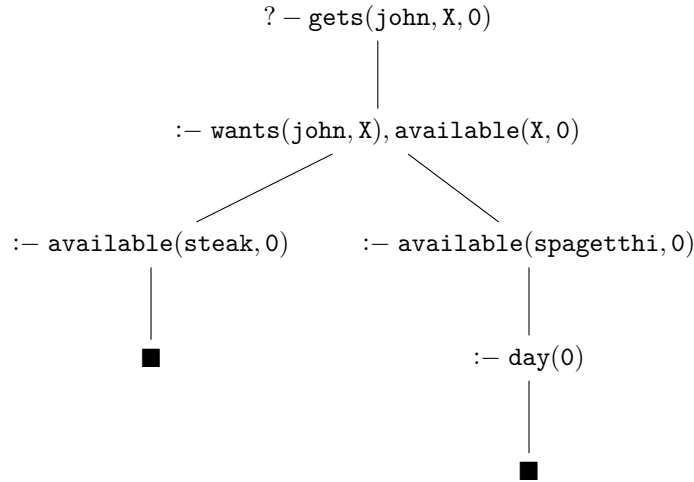 ? − gets(john, X, 0)
:− wants(john, X), available(X, 0)
:− available(steak, 0) :− available(spagetthi, 0)
:− day(0)